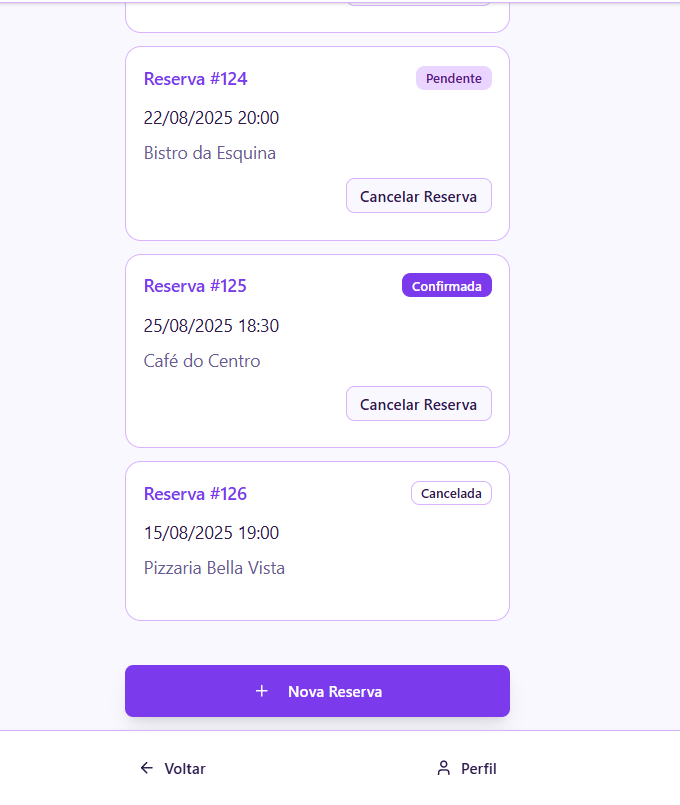 Reserva #124
Pendente
22/08/2025 20:00
Bistro da Esquina
Cancelar Reserva
Reserva #125
Confirmada
25/08/2025 18:30
Café do Centro
Cancelar Reserva
Reserva #126
Cancelada
15/08/2025 19:00
Pizzaria Bella Vista
+ Nova Reserva
← Voltar
Perfil